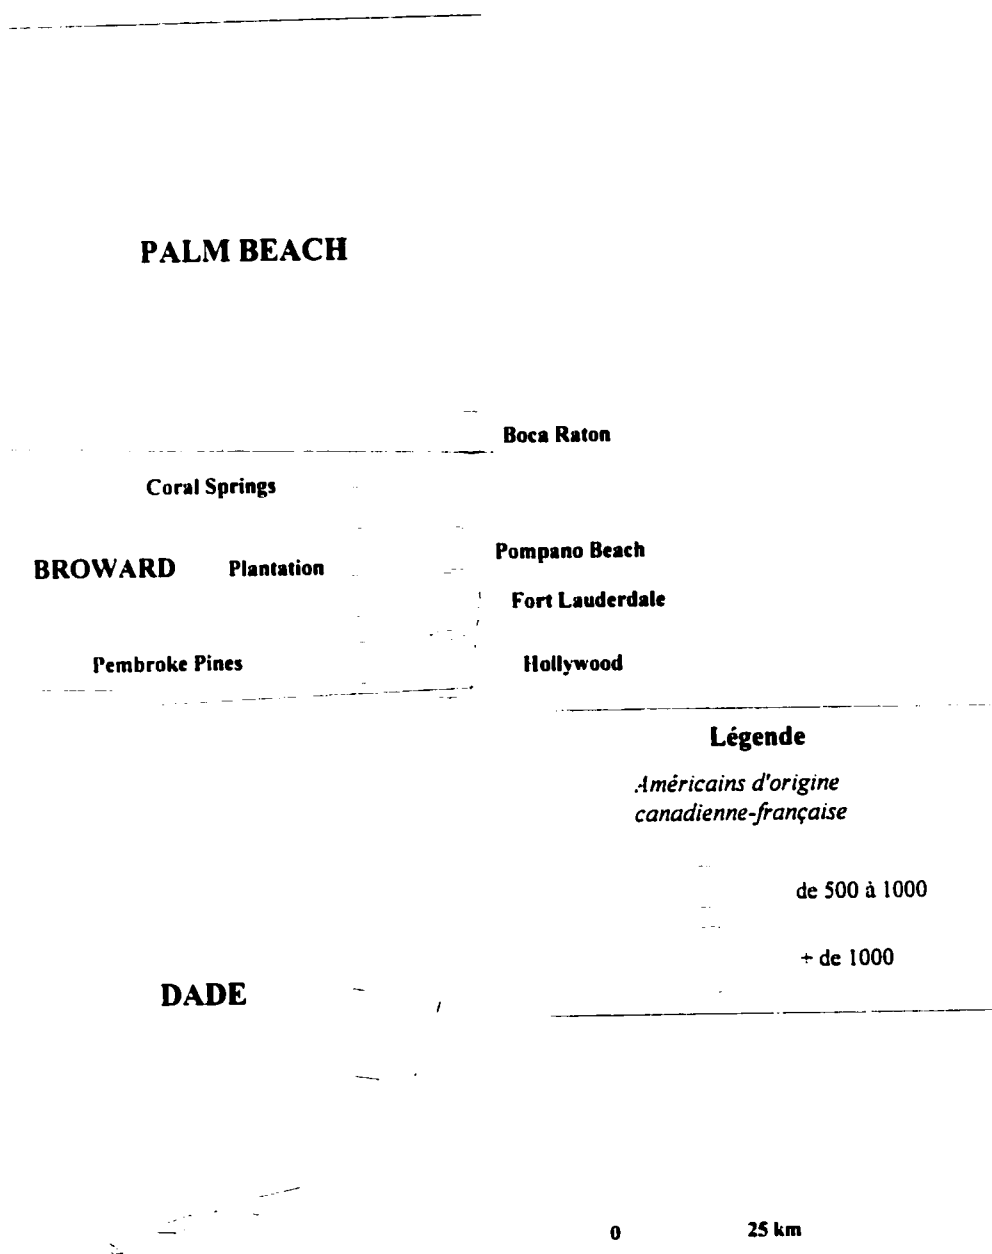 PALM BEACH
Boca Raton
Coral Springs
Pompano Beach
BROWARD Plantation
Fort Lauderdale
Pembroke Pines
Hollywood
Légende
Américains d'origine
canadienne-française
de 500 à 1000
+ de 1000
DADE
0 25 km